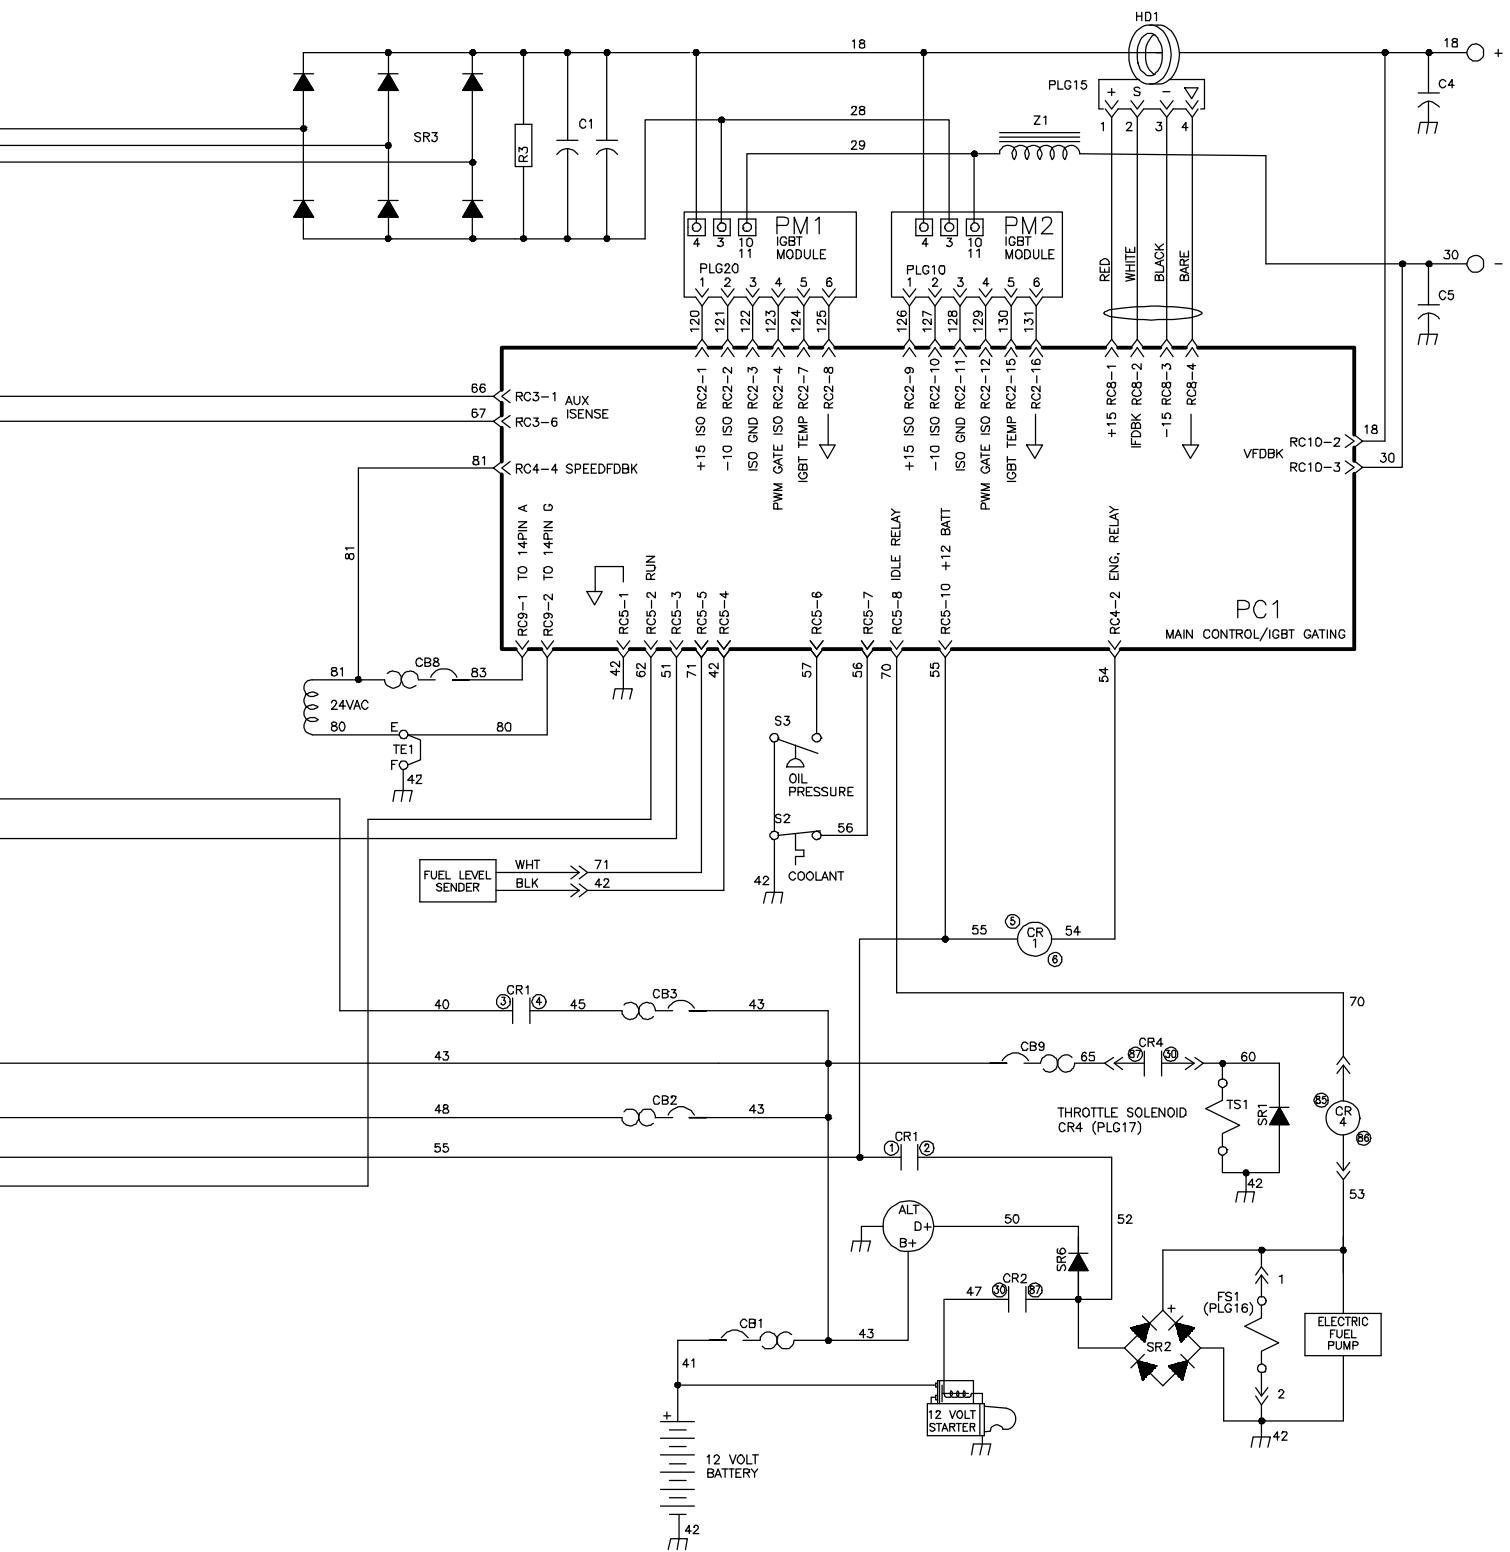 HD1
18
18
+
PLG15
+ S −
C4
SR3
R3
C1
28
Z1
1 2 3 4
29
PM1
IGBT
MODULE
4 3 10
11
PLG20
1 2 3 4 5 6
PM2
IGBT
MODULE
4 3 10
11
PLG10
1 2 3 4 5 6
RED
WHITE
BLACK
BARE
30
−
C5
120
121
122
123
124
125
126
127
128
129
130
131
66
RC3-1
AUX
ISENSE
67
RC3-6
81
RC4-4 SPEEDFDBK
+15 ISO RC2-1
-10 ISO RC2-2
ISO GND RC2-3
PWM GATE ISO RC2-4
IGBT TEMP RC2-7
RC2-8
+15 ISO RC2-9
-10 ISO RC2-10
ISO GND RC2-11
PWM GATE ISO RC2-12
IGBT TEMP RC2-15
RC2-16
+15 RC8-1
IFDBK RC8-2
-15 RC8-3
RC8-4
18
RC10-2
VFDBK
RC10-3
30
81
RC9-1 TO 14PIN A
RC9-2 TO 14PIN G
RC5-1
RC5-2 RUN
RC5-3
RC5-5
RC5-4
RC5-6
RC5-7
RC5-8 IDLE RELAY
RC5-10 +12 BATT
RC4-2 ENG, RELAY
PC1
MAIN CONTROL/IGBT GATING
81
CB8
83
42
62
51
71
42
57
56
70
55
54
24VAC
80
E
80
TE1
F
42
S3
OIL
PRESSURE
S2
56
COOLANT
42
FUEL LEVEL
SENDER
WHT
71
BLK
42
5
55
CR
1
54
6
40
3
CR1
4
45
CB3
43
70
43
CB9
65
87
CR4
30
60
48
CB2
43
THROTTLE SOLENOID
CR4 (PLG17)
TS1
SR1
85
CR
4
86
55
1
CR1
2
42
53
ALT
D+
B+
50
52
SR6
47
30
CR2
87
1
FS1
(PLG16)
+
SR2
ELECTRIC
FUEL
PUMP
CB1
43
41
2
42
12 VOLT
STARTER
+
12 VOLT
BATTERY
42